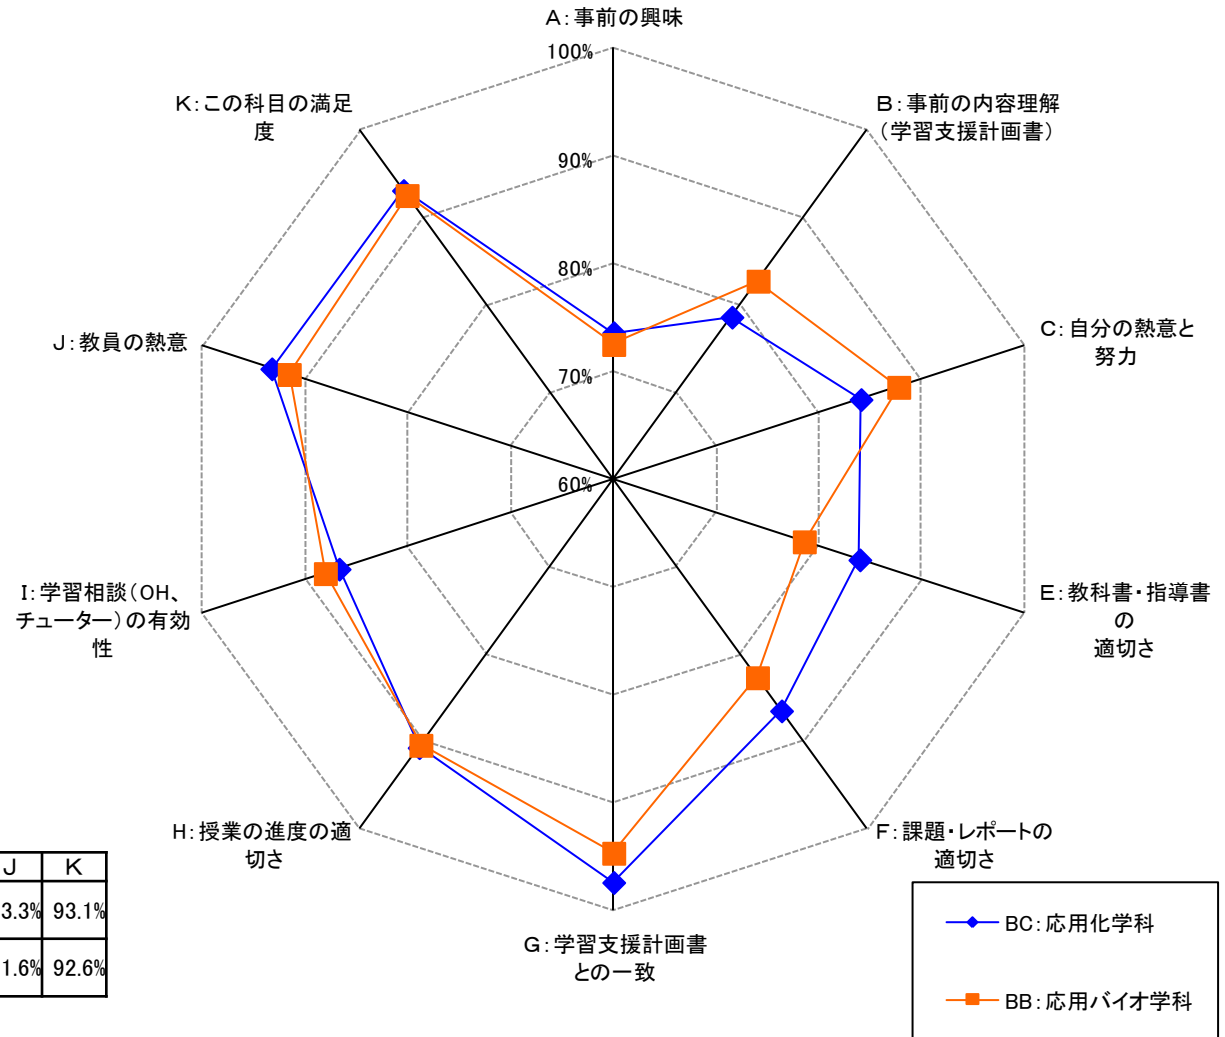 A：事前の興味
100%
K：この科目の満足
度
B：事前の内容理解
（学習支援計画書）
90%
80%
J：教員の熱意
C：自分の熱意と
努力
70%
60%
I：学習相談（OH、
チューター）の有効
性
E：教科書・指導書
の
適切さ
H：授業の進度の適
切さ
F：課題・レポートの
適切さ
G：学習支援計画書
との一致
J K
3.3% 93.1%
1.6% 92.6%
BC：応用化学科
BB：応用バイオ学科